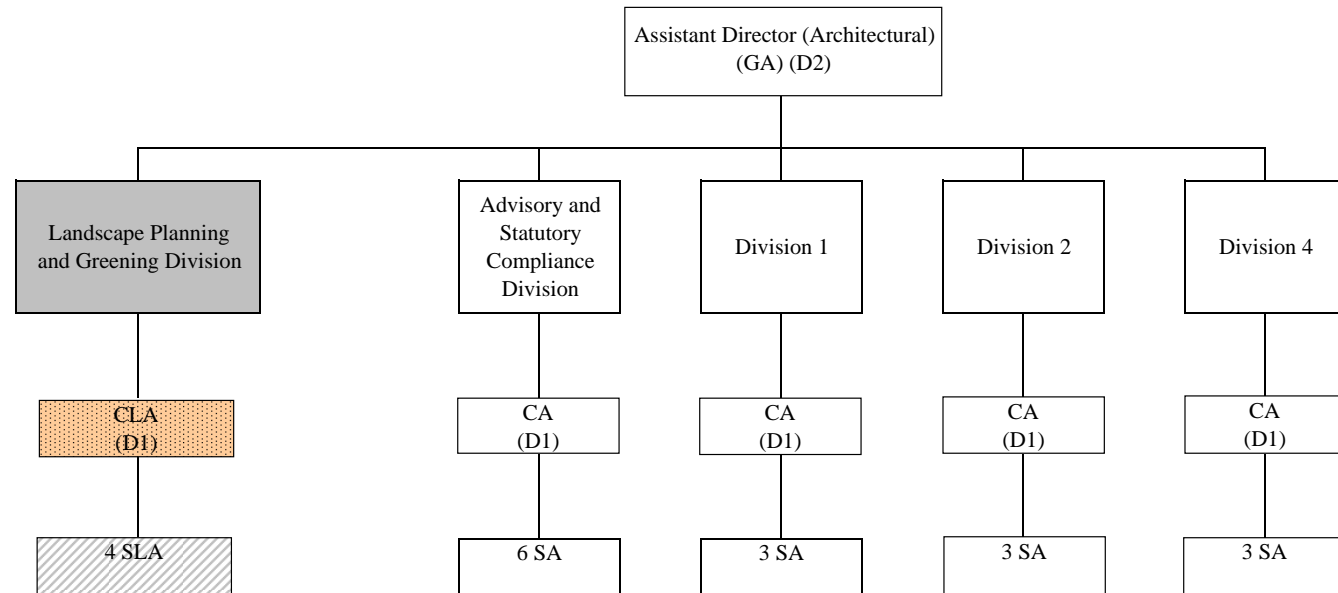 Assistant Director (Architectural)
(GA) (D2)
Landscape Planning
and Greening Division
Advisory and
Statutory
Compliance
Division
Division 1
Division 2
Division 4
CLA
(D1)
CA
(D1)
CA
(D1)
CA
(D1)
CA
(D1)
4 SLA
6 SA
3 SA
3 SA
3 SA